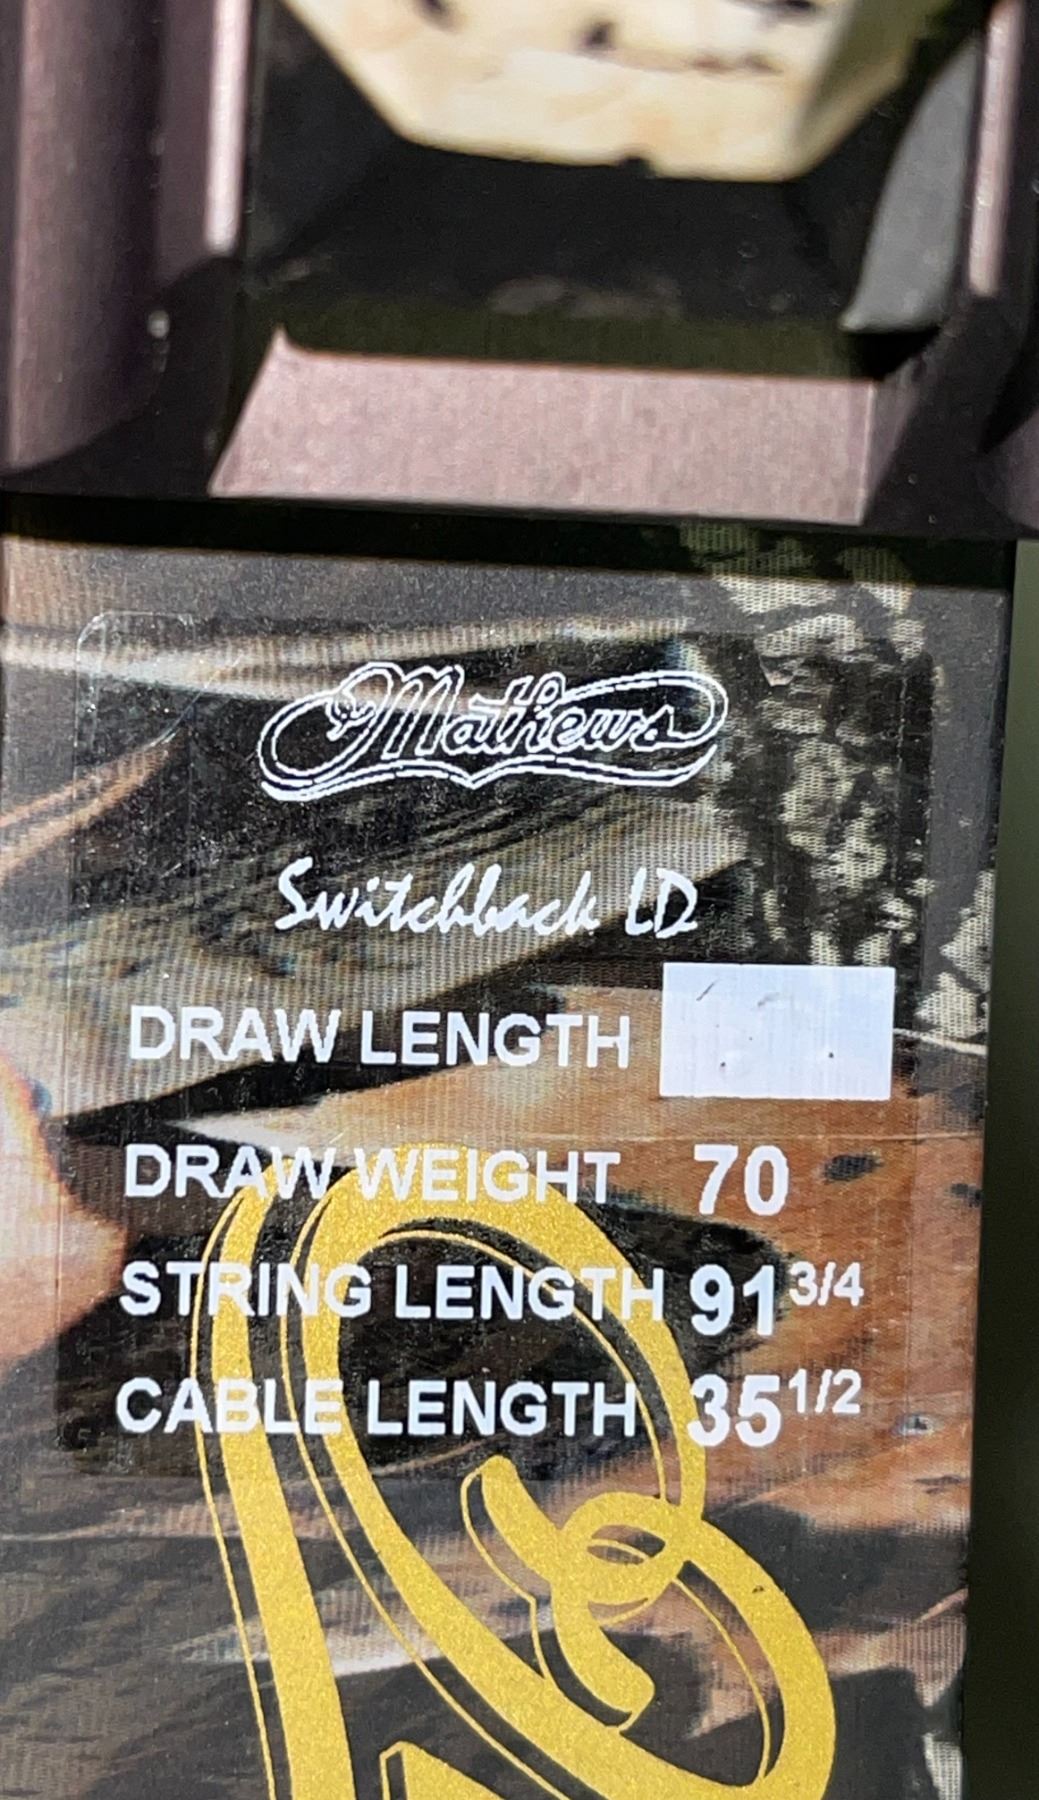 Mathews
Switchback LD
DRAW LENGTH
DRAW WEIGHT 70
STRING LENGTH 91 3/4
CABLE LENGTH 35 1/2